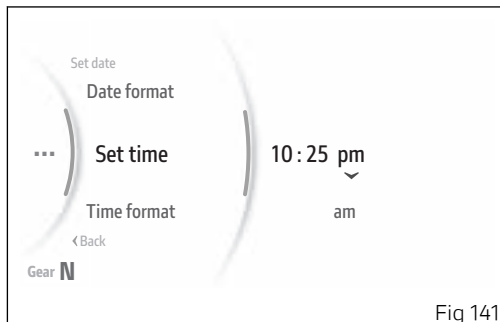 Set date
Date format
... Set time 10 : 25 pm
Time format am
‹Back
Gear N
Fig 141